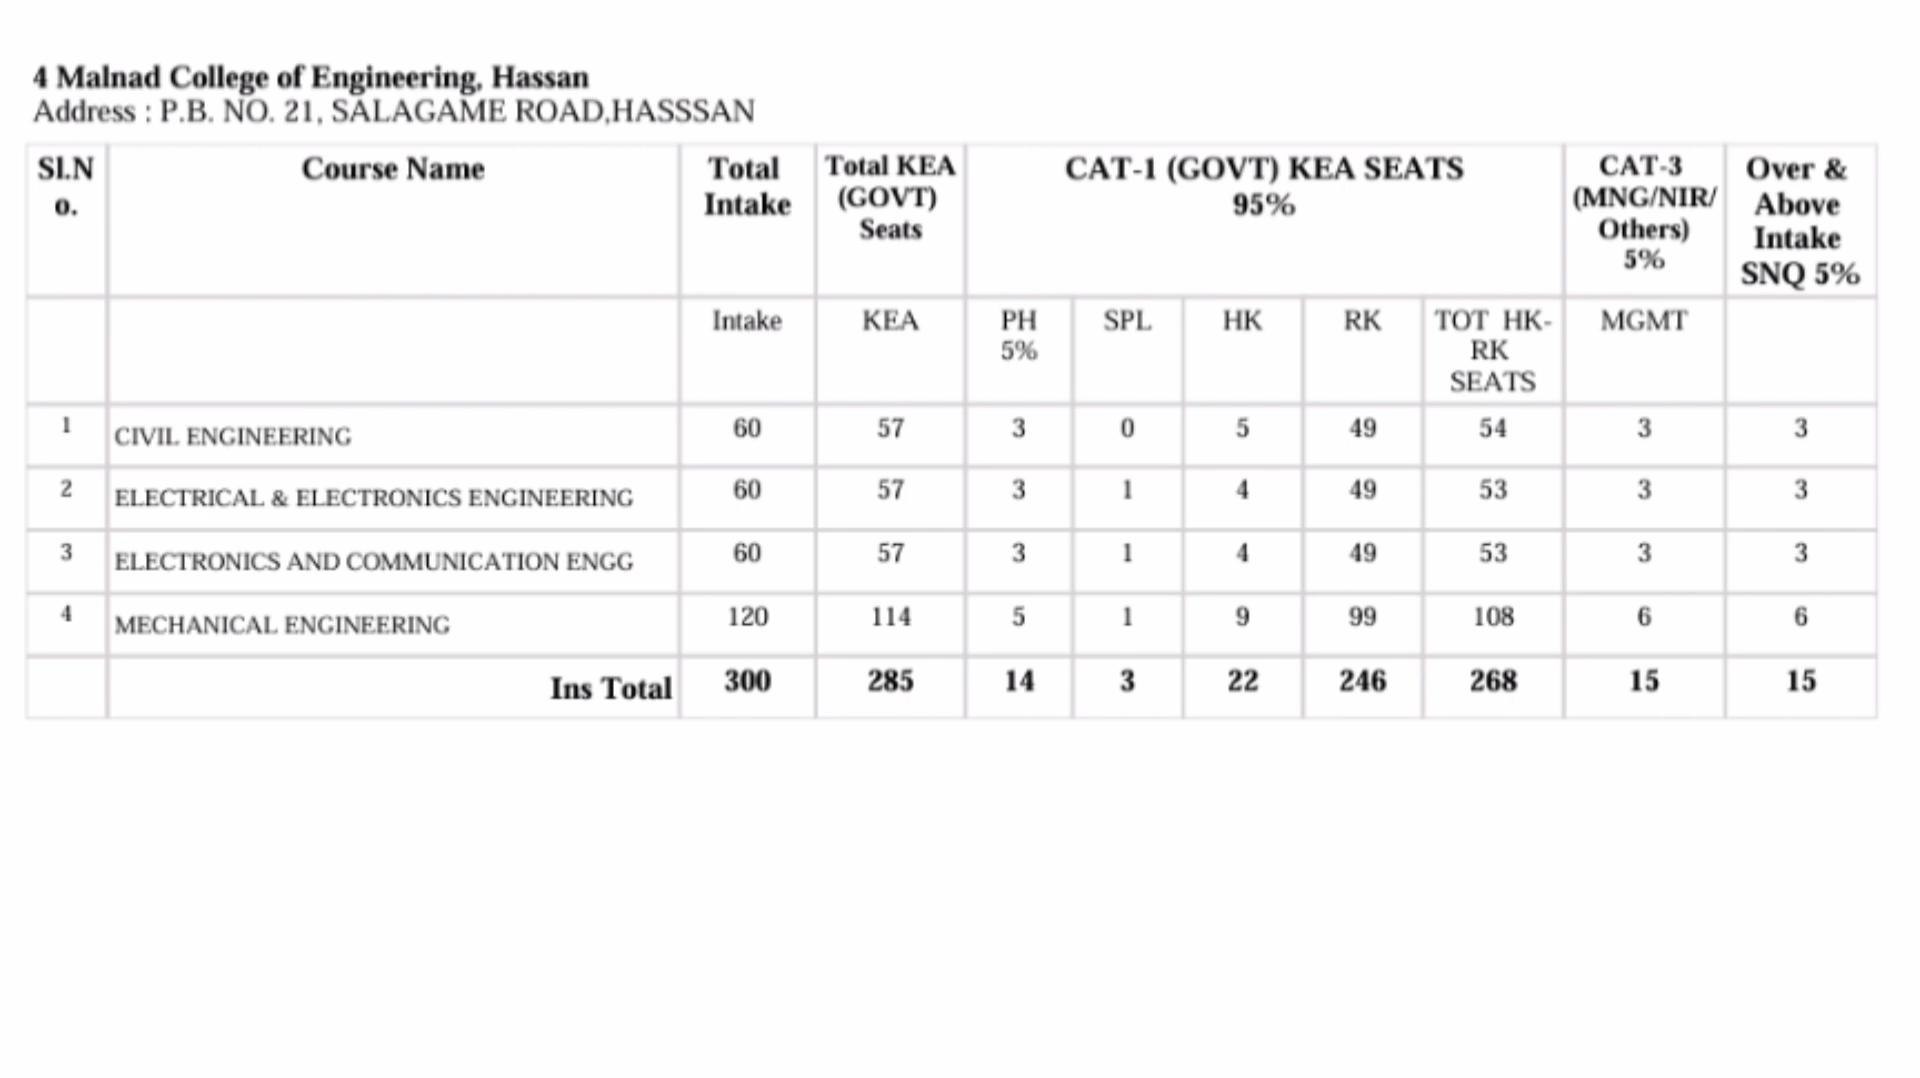 4 Malnad College of Engineering, Hassan
Address : P.B. NO. 21, SALAGAME ROAD,HASSSAN
Sl.N
o.
Course Name
Total
Intake
Total KEA
(GOVT)
Seats
CAT-1 (GOVT) KEA SEATS
95%
CAT-3
(MNG/NIR/
Others)
5%
Over &
Above
Intake
SNQ 5%
Intake
KEA
PH
5%
SPL
HK
RK
TOT HK-
RK
SEATS
MGMT
1 CIVIL ENGINEERING 60 57 3 0 5 49 54 3 3
2 ELECTRICAL & ELECTRONICS ENGINEERING 60 57 3 1 4 49 53 3 3
3 ELECTRONICS AND COMMUNICATION ENGG 60 57 3 1 4 49 53 3 3
4 MECHANICAL ENGINEERING 120 114 5 1 9 99 108 6 6
Ins Total 300 285 14 3 22 246 268 15 15